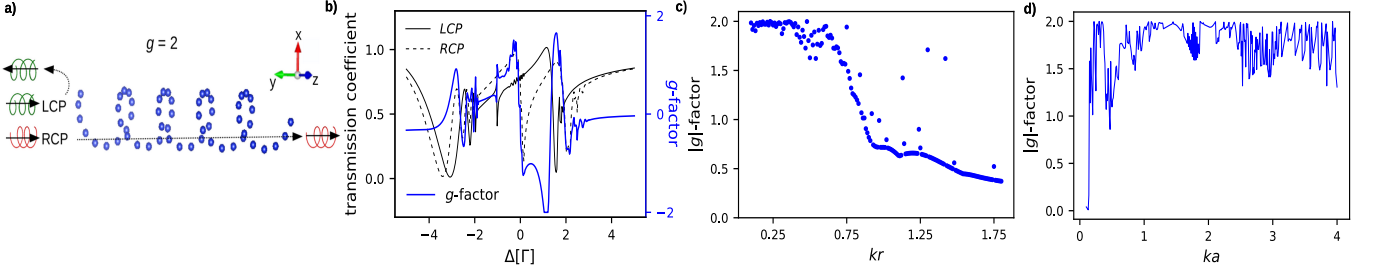 a)
g = 2
x
y
z
LCP
RCP
b)
LCP
RCP
g-factor
transmission coefficient
1.0
0.5
0.0
2
0
−2
g-factor
−4
−2
0
2
4
Δ[Γ]
c)
|g|-factor
2.0
1.5
1.0
0.5
0.0
0.25
0.75
1.25
1.75
kr
d)
|g|-factor
2.0
1.5
1.0
0.5
0.0
0
1
2
3
4
ka